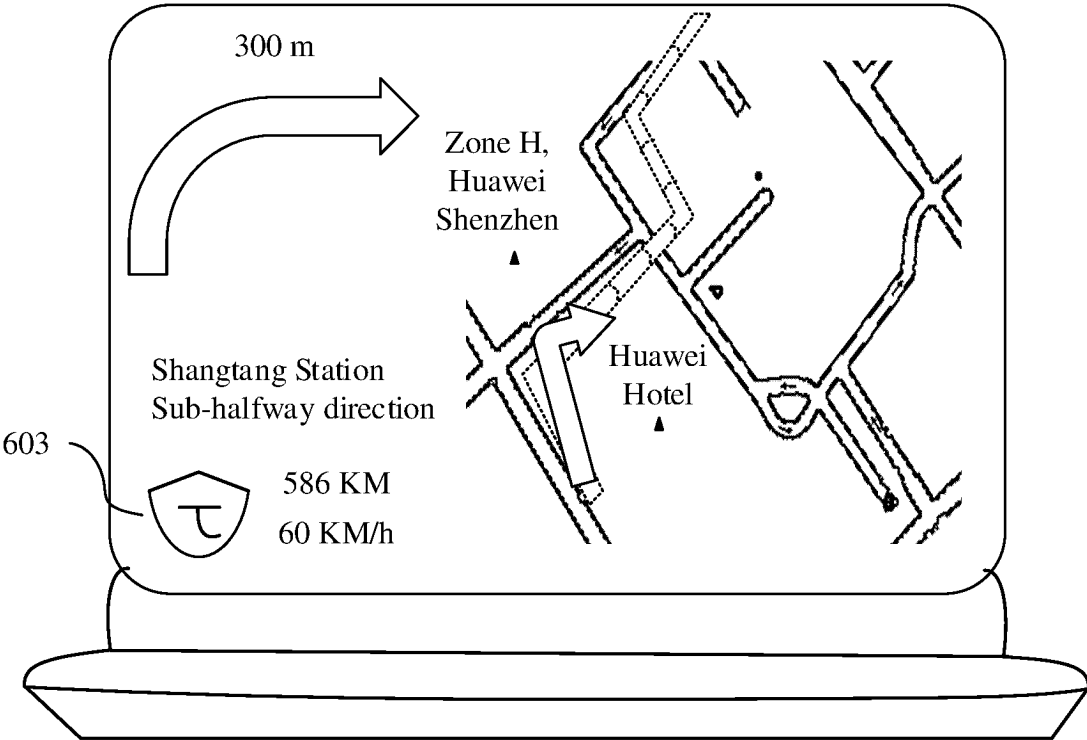 300 m
Zone H,
Huawei
Shenzhen
Huawei
Hotel
Shangtang Station
Sub-halfway direction
603
586 KM
60 KM/h